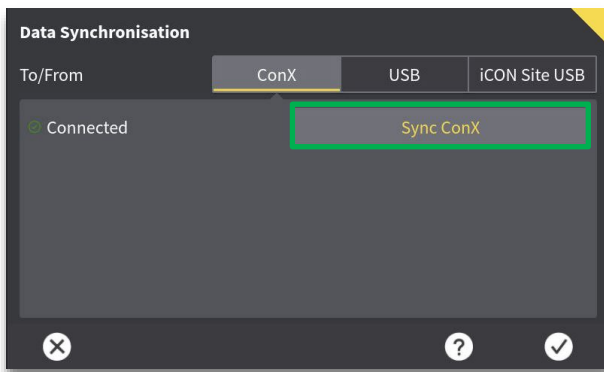 Data Synchronisation
To/From ConX USB iCON Site USB
Connected Sync ConX
?